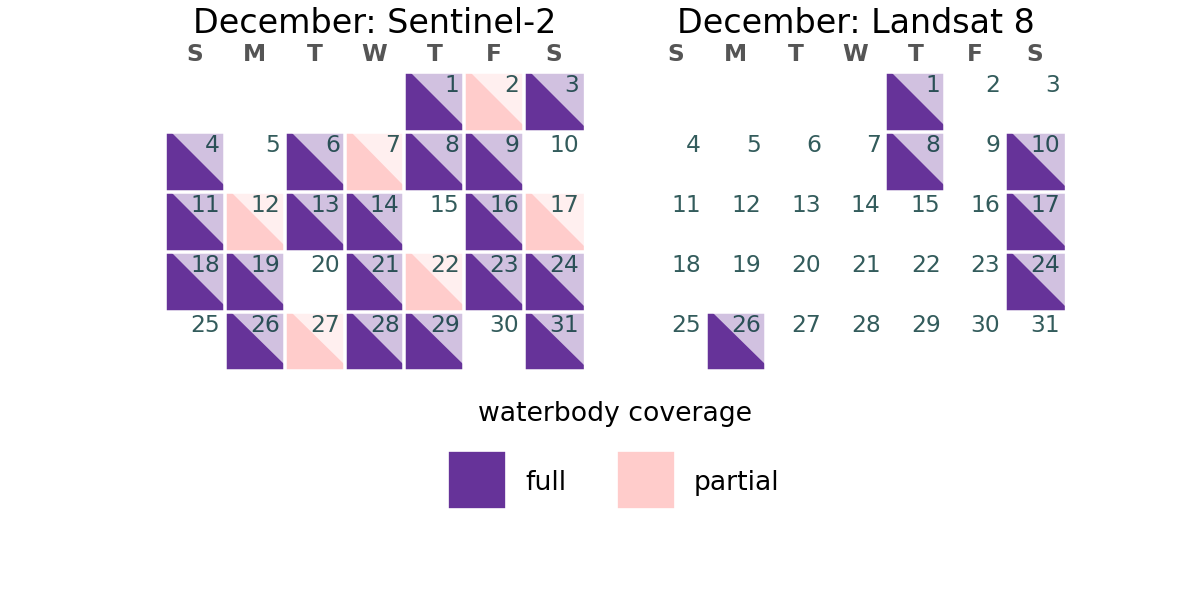 December: Sentinel-2
S M T W T F S
1 2 3
4 5 6 7 8 9 10
11 12 13 14 15 16 17
18 19 20 21 22 23 24
25 26 27 28 29 30 31
December: Landsat 8
S M T W T F S
1 2 3
4 5 6 7 8 9 10
11 12 13 14 15 16 17
18 19 20 21 22 23 24
25 26 27 28 29 30 31
waterbody coverage
full partial